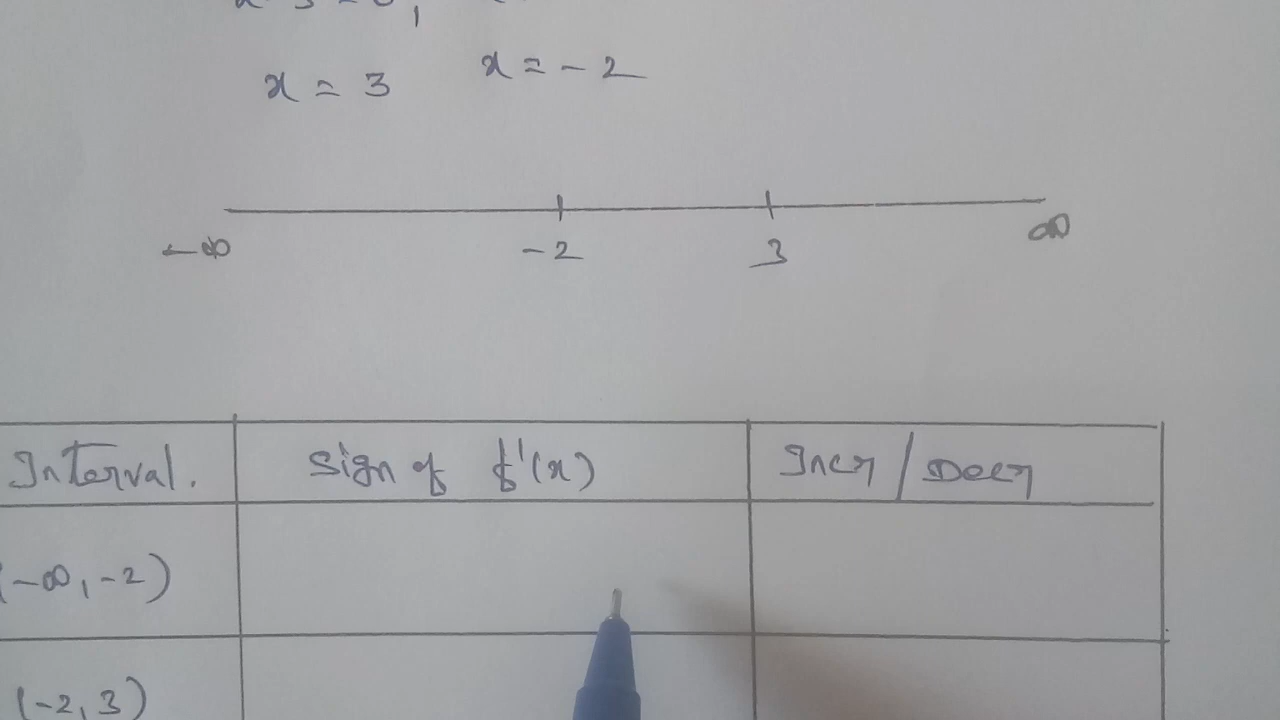 x = 3 x = -2
-∞ -2 3 ∞
Interval. Sign of f'(x) Incr / Decr
(-∞, -2)
(-2, 3)